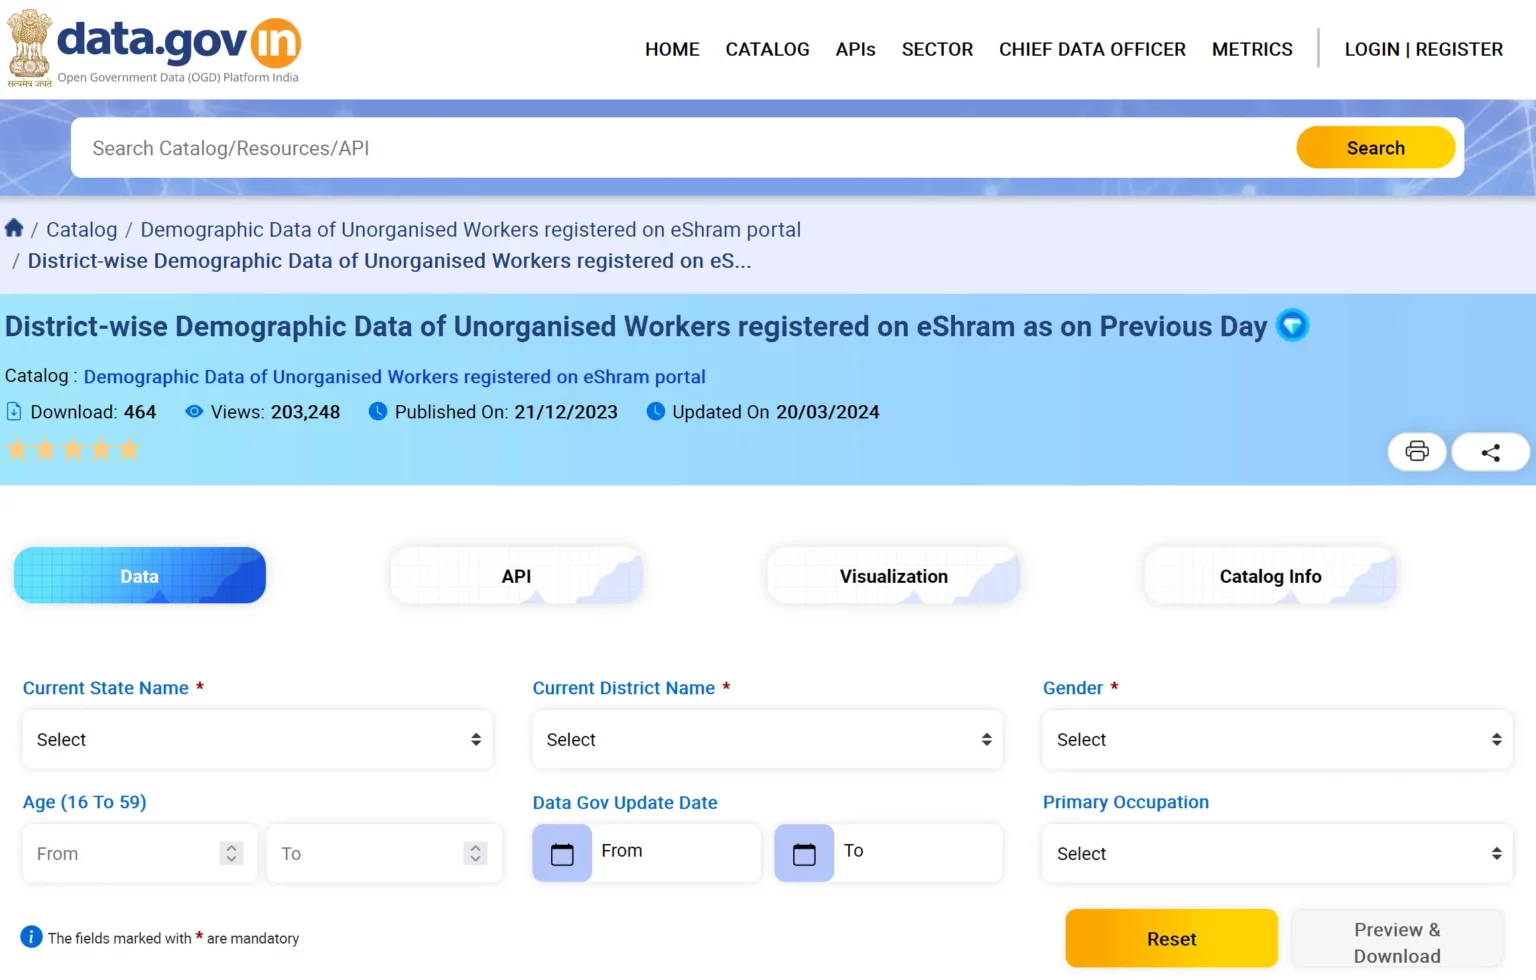 data.gov in
सत्यमेव जयते
Open Government Data (OGD) Platform India
HOME CATALOG APIs SECTOR CHIEF DATA OFFICER METRICS LOGIN | REGISTER
Search Catalog/Resources/API
Search
/ Catalog / Demographic Data of Unorganised Workers registered on eShram portal
/ District-wise Demographic Data of Unorganised Workers registered on eS...
District-wise Demographic Data of Unorganised Workers registered on eShram as on Previous Day
Catalog : Demographic Data of Unorganised Workers registered on eShram portal
Download: 464 Views: 203,248 Published On: 21/12/2023 Updated On 20/03/2024
Data API Visualization Catalog Info
Current State Name * Current District Name * Gender *
Select Select Select
Age (16 To 59) Data Gov Update Date Primary Occupation
From To From To Select
i The fields marked with * are mandatory
Reset
Preview &
Download